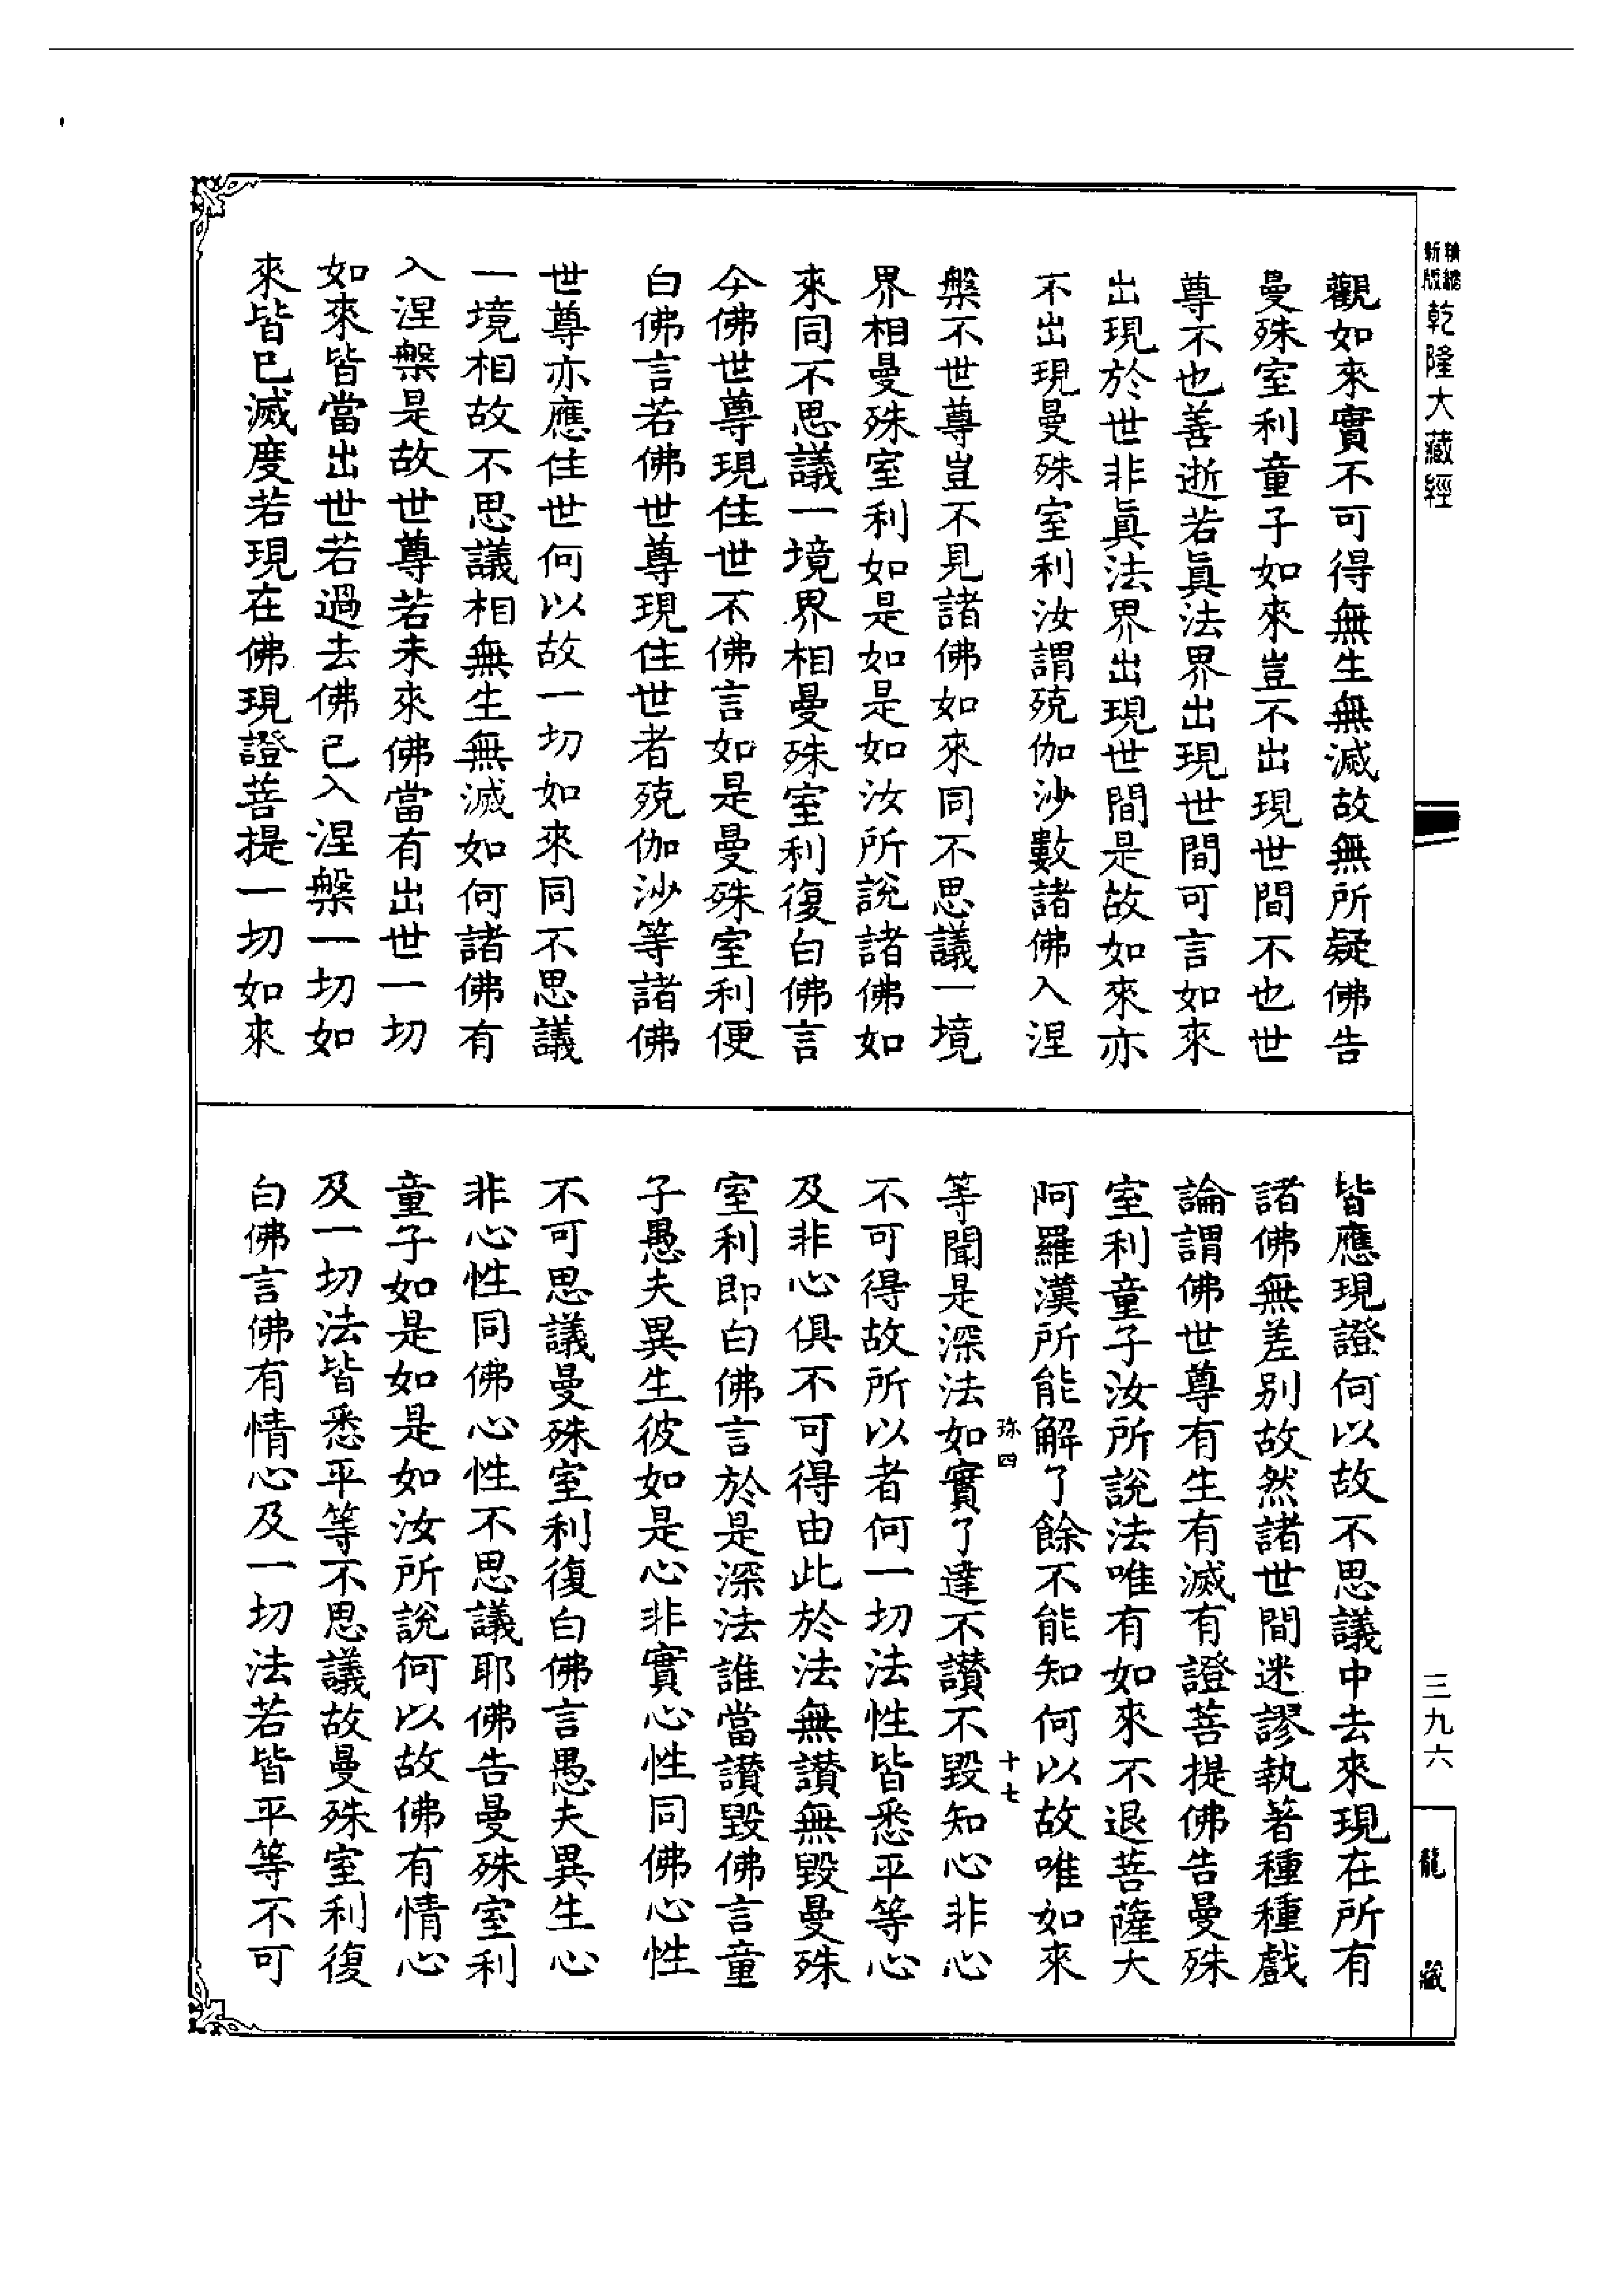 新版
精縮
乾隆大藏經
觀如來實不可得無生無滅故無所疑佛告
曼殊室利童子如來豈不出現世間不也世
尊不也善逝若眞法界出現世間可言如來
出現於世非眞法界出現世間是故如來亦
不出現曼殊室利汝謂殑伽沙數諸佛入涅
槃不世尊豈不見諸佛如來同不思議一境
界相曼殊室利如是如是如汝所說諸佛如
來同不思議一境界相曼殊室利復白佛言
今佛世尊現住世不佛言如是曼殊室利便
白佛言若佛世尊現住世者殑伽沙等諸佛
世尊亦應住世何以故一切如來同不思議
一境相故不思議相無生無滅如何諸佛有
入涅槃是故世尊若未來佛當有出世一切
如來皆當出世若過去佛已入涅槃一切如
來皆已滅度若現在佛現證菩提一切如來
皆應現證何以故不思議中去來現在所有
諸佛無差別故然諸世間迷謬執著種種戲
論謂佛世尊有生有滅有證菩提佛告曼殊
室利童子汝所說法唯有如來不退菩薩大
阿羅漢所能解了餘不能知何以故唯如來
珎四 十七
等聞是深法如實了達不讚不毀知心非心
不可得故所以者何一切法性皆悉平等心
及非心俱不可得由此於法無讚無毀曼殊
室利即白佛言於是深法誰當讚毀佛言童
子愚夫異生彼如是心非實心性同佛心性
不可思議曼殊室利復白佛言愚夫異生心
非心性同佛心性不思議耶佛告曼殊室利
童子如是如是如汝所說何以故佛有情心
及一切法皆悉平等不思議故曼殊室利復
白佛言佛有情心及一切法若皆平等不可
三九六
龍藏